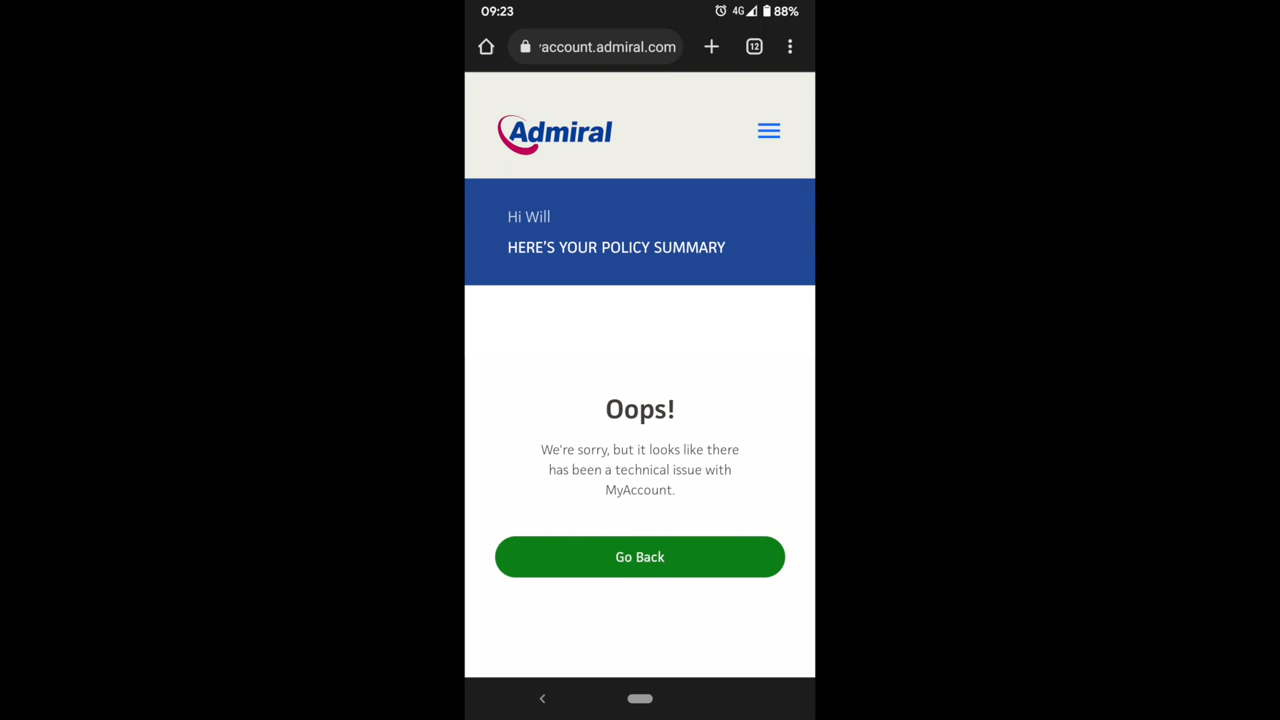 09:23
4G
88%
account.admiral.com
12
Admiral
Hi Will
HERE'S YOUR POLICY SUMMARY
Oops!
We're sorry, but it looks like there
has been a technical issue with
MyAccount.
Go Back